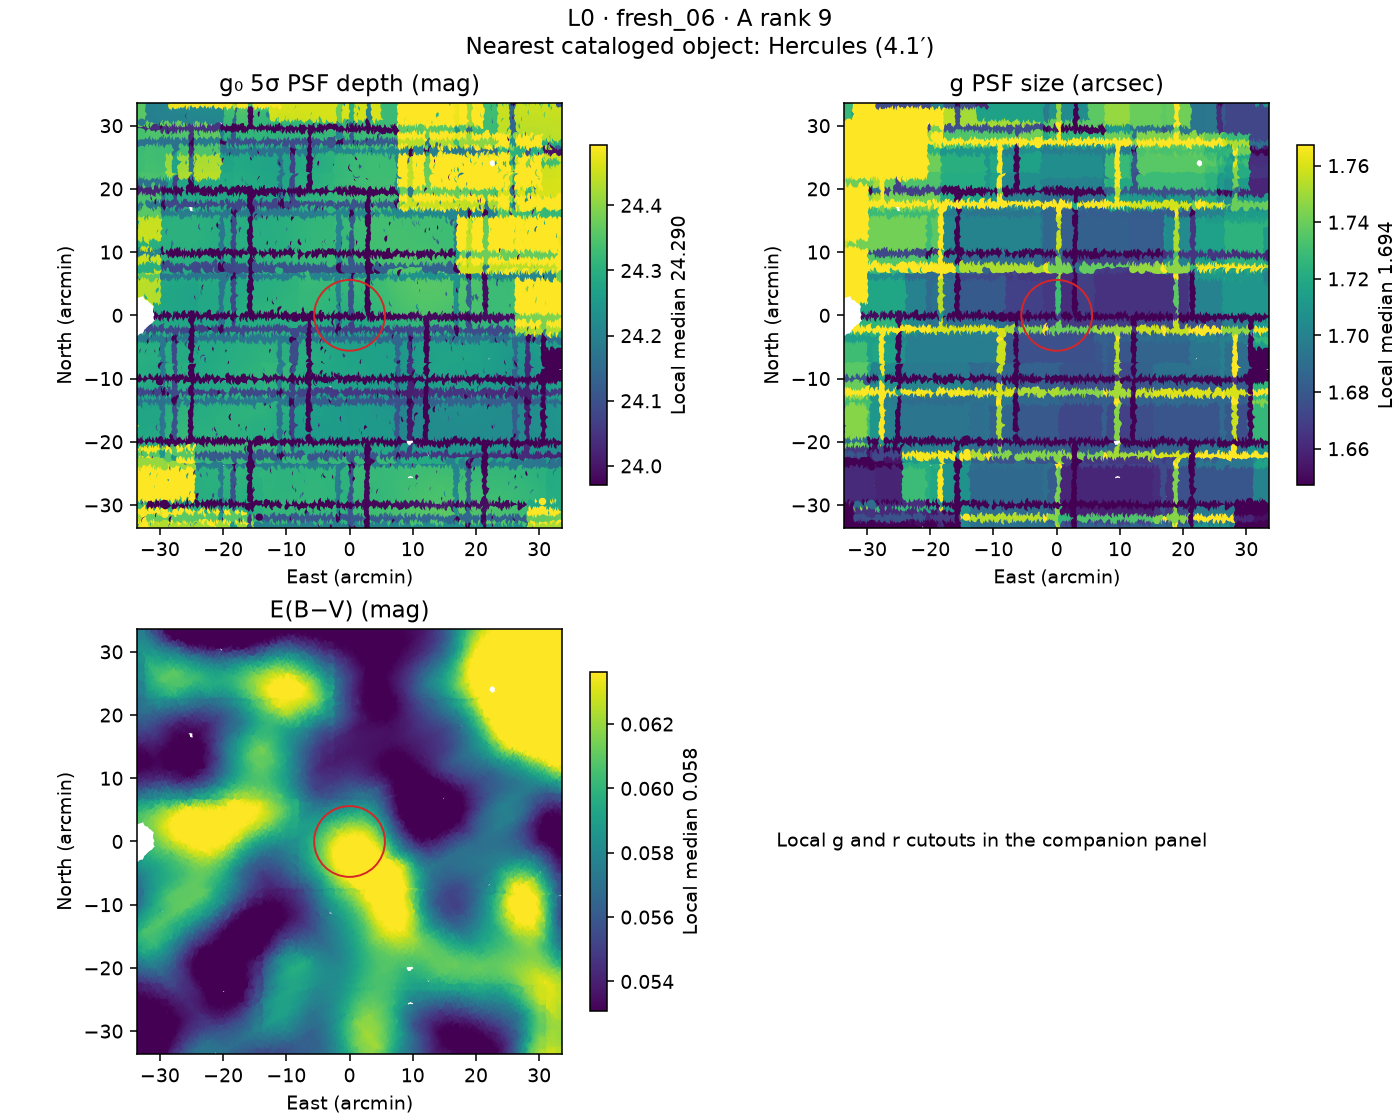 L0 · fresh_06 · A rank 9
Nearest cataloged object: Hercules (4.1′)
g₀ 5σ PSF depth (mag)
30
20
10
0
−10
−20
−30
North (arcmin)
−30 −20 −10 0 10 20 30
East (arcmin)
24.4
24.3
24.2
24.1
24.0
Local median 24.290
g PSF size (arcsec)
30
20
10
0
−10
−20
−30
North (arcmin)
−30 −20 −10 0 10 20 30
East (arcmin)
1.76
1.74
1.72
1.70
1.68
1.66
Local median 1.694
E(B−V) (mag)
30
20
10
0
−10
−20
−30
North (arcmin)
−30 −20 −10 0 10 20 30
East (arcmin)
0.062
0.060
0.058
0.056
0.054
Local median 0.058
Local g and r cutouts in the companion panel